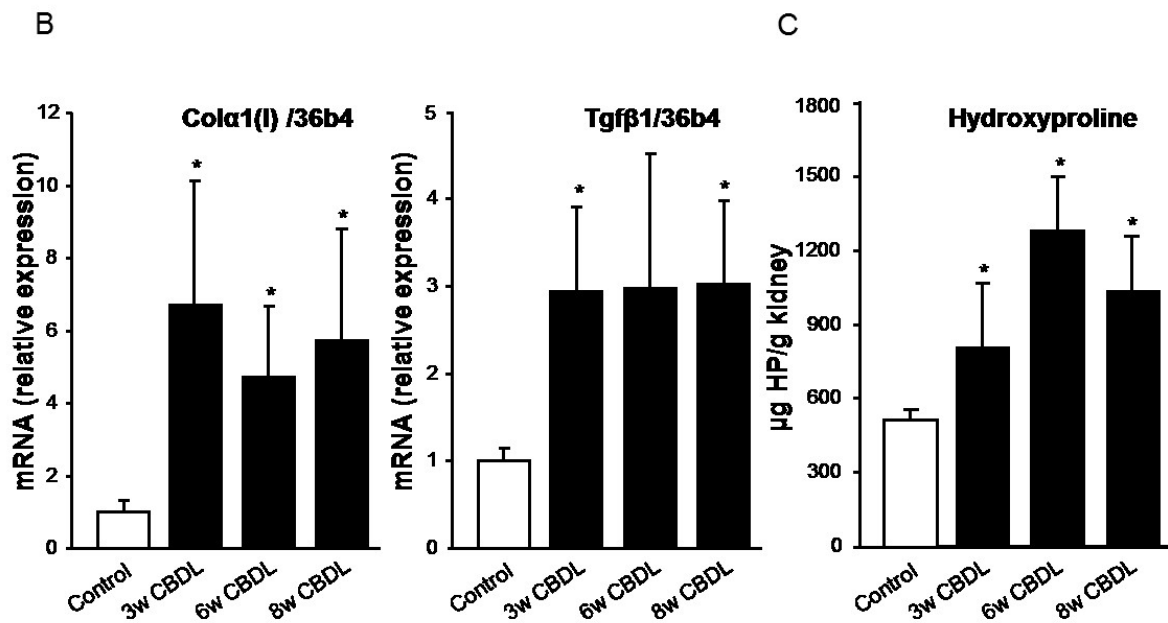 B
C
Colα1(I) /36b4
mRNA (relative expression)
12
10
8
6
4
2
0
*
*
*
Control
3w CBDL
6w CBDL
8w CBDL
Tgfβ1/36b4
mRNA (relative expression)
5
4
3
2
1
0
*
*
Control
3w CBDL
6w CBDL
8w CBDL
Hydroxyproline
µg HP/g kidney
1800
1500
1200
900
600
300
0
*
*
*
Control
3w CBDL
6w CBDL
8w CBDL